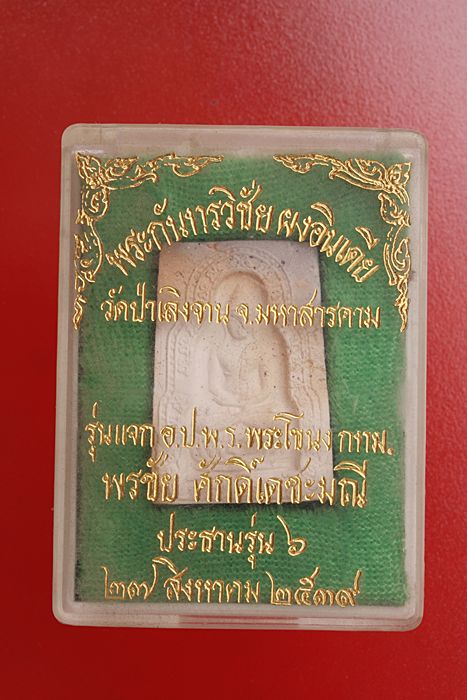 พระกันทรวิชัย ผงอินเดีย
วัดป่าเลิงจาน จ.มหาสารคาม
รุ่นแจก อ.ป.พ.ร. พระโขนง กทม.
พรชัย ศักดิ์เดชะมณี
ประธานรุ่น ๖
๒๓ สิงหาคม ๒๕๓๙